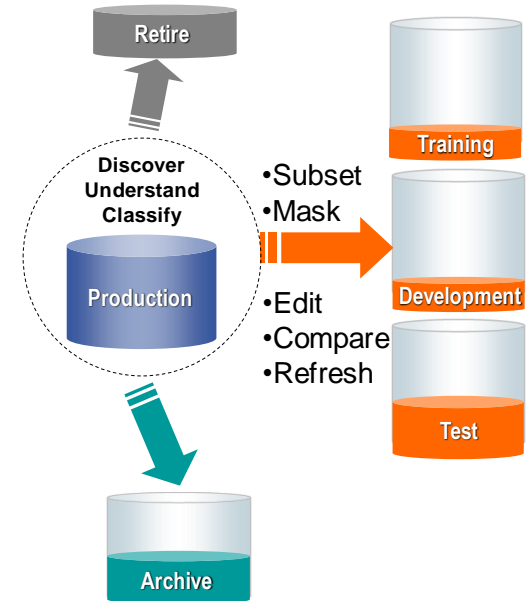 Retire
Discover
Understand
Classify
Production
•Subset
•Mask
•Edit
•Compare
•Refresh
Training
Development
Test
Archive